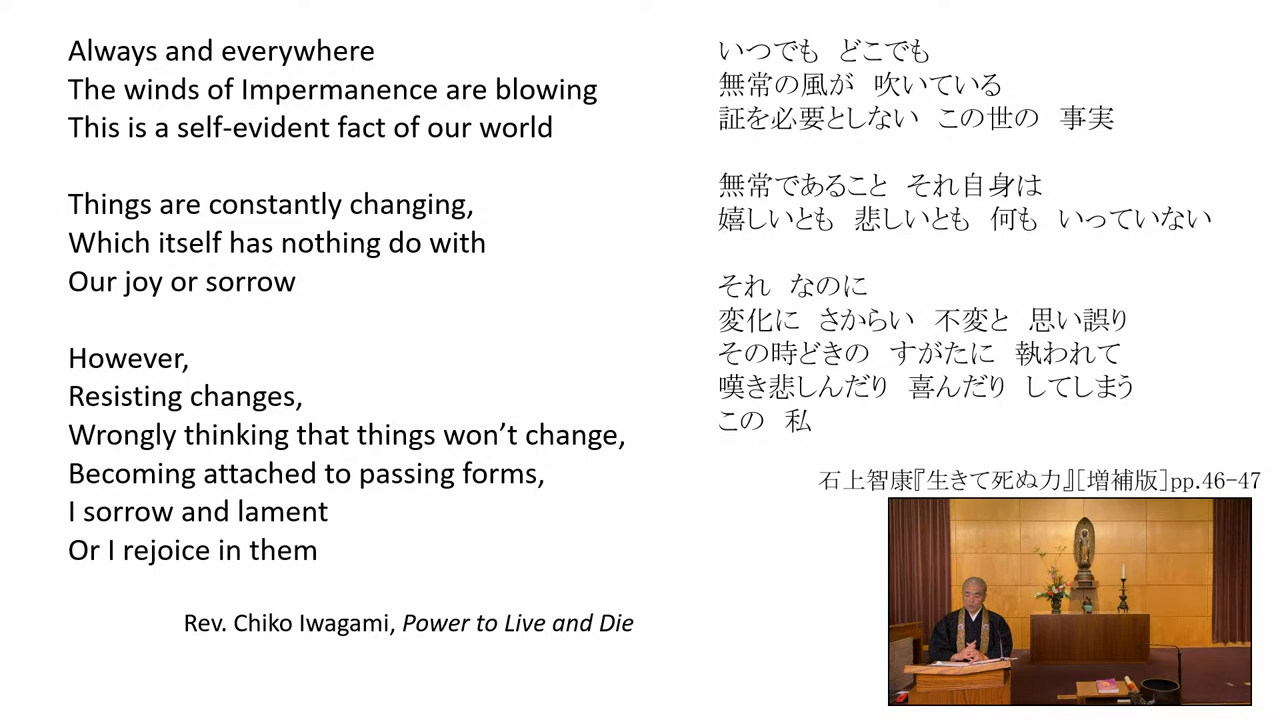 Always and everywhere
The winds of Impermanence are blowing
This is a self-evident fact of our world
Things are constantly changing,
Which itself has nothing do with
Our joy or sorrow
However,
Resisting changes,
Wrongly thinking that things won’t change,
Becoming attached to passing forms,
I sorrow and lament
Or I rejoice in them
Rev. Chiko Iwagami, Power to Live and Die
いつでも　どこでも
無常の風が　吹いている
証を必要としない　この世の　事実
無常であること　それ自身は
嬉しいとも　悲しいとも　何も　いっていない
それ　なのに
変化に　さからい　不変と　思い誤り
その時どきの　すがたに　執われて
嘆き悲しんだり　喜んだり　してしまう
この　私
石上智康『生きて死ぬ力』[増補版]pp.46-47